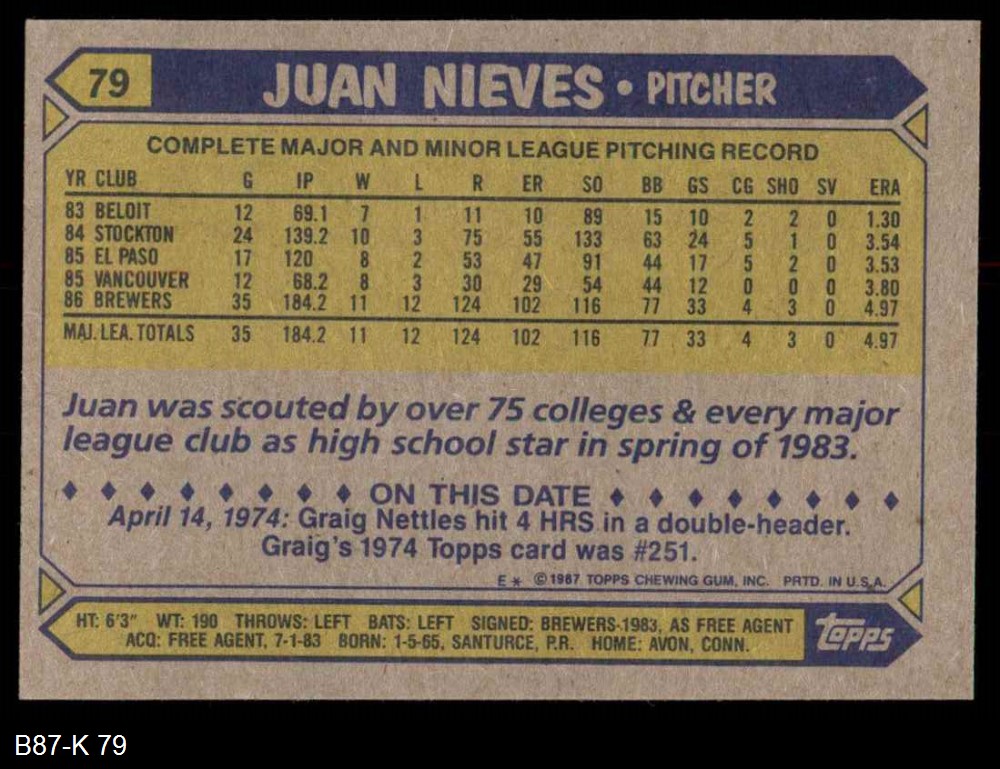 79 JUAN NIEVES • PITCHER
COMPLETE MAJOR AND MINOR LEAGUE PITCHING RECORD
YR CLUB G IP W L R ER SO BB GS CG SHO SV ERA
83 BELOIT 12 69.1 7 1 11 10 89 15 10 2 2 0 1.30
84 STOCKTON 24 139.2 10 3 75 55 133 63 24 5 1 0 3.54
85 EL PASO 17 120 8 2 53 47 91 44 17 5 2 0 3.53
85 VANCOUVER 12 68.2 8 3 30 29 54 44 12 0 0 0 3.80
86 BREWERS 35 184.2 11 12 124 102 116 77 33 4 3 0 4.97
MAJ. LEA. TOTALS 35 184.2 11 12 124 102 116 77 33 4 3 0 4.97
Juan was scouted by over 75 colleges & every major
league club as high school star in spring of 1983.
♦ ♦ ♦ ♦ ♦ ♦ ♦ ♦ ON THIS DATE ♦ ♦ ♦ ♦ ♦ ♦ ♦ ♦
April 14, 1974: Graig Nettles hit 4 HRS in a double-header.
Graig's 1974 Topps card was #251.
E * ©1987 TOPPS CHEWING GUM, INC. PRTD. IN U.S.A.
HT: 6'3" WT: 190 THROWS: LEFT BATS: LEFT SIGNED: BREWERS-1983, AS FREE AGENT
ACQ: FREE AGENT, 7-1-83 BORN: 1-5-65, SANTURCE, P.R. HOME: AVON, CONN.
topps
B87-K 79